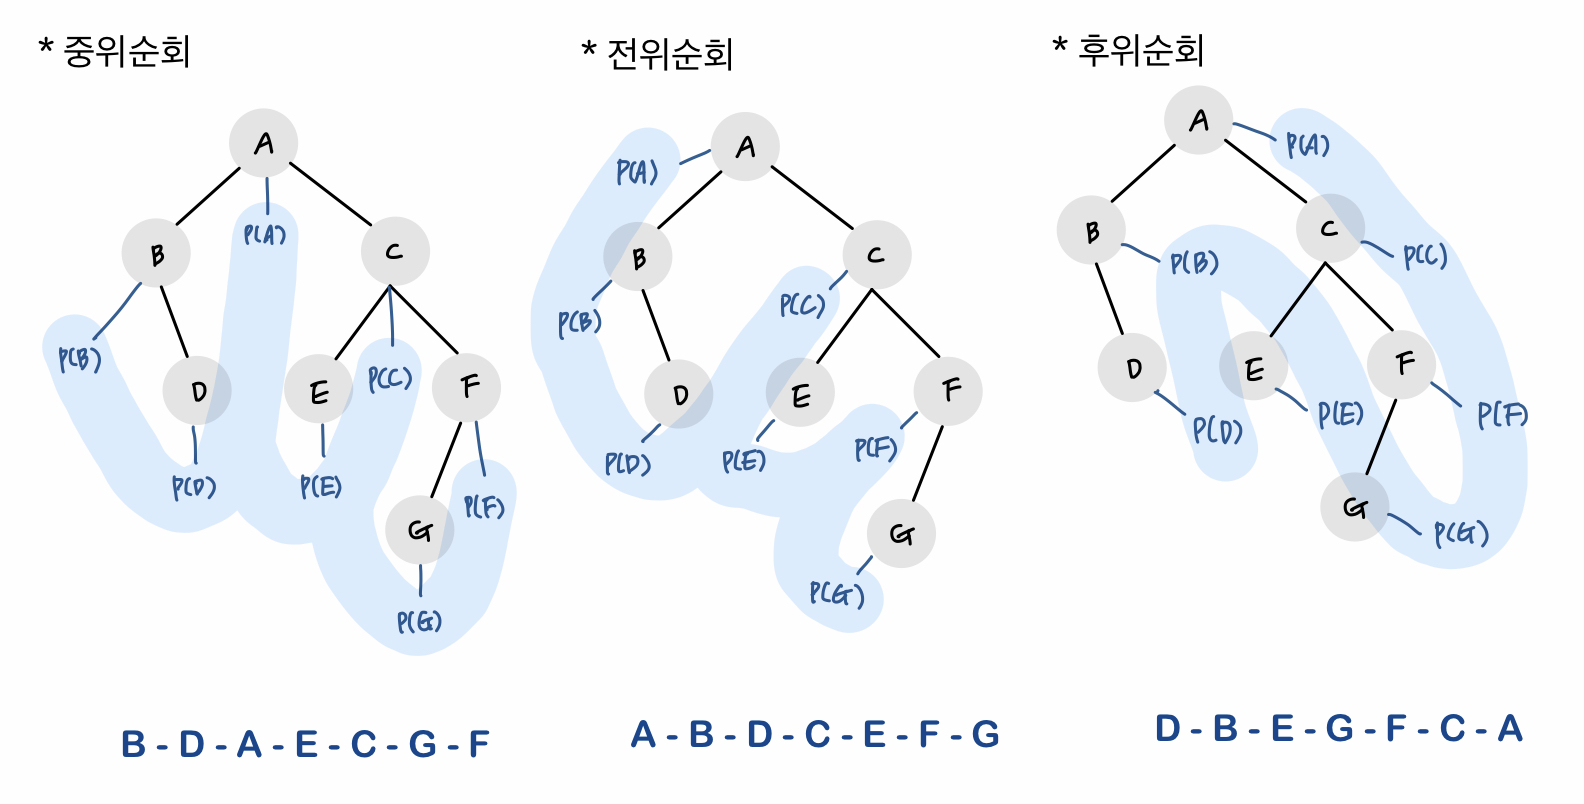 * 중위순회
A
B
C
P(A)
P(B)
D
E
P(C)
F
P(D)
P(E)
P(F)
G
P(G)
B - D - A - E - C - G - F
* 전위순회
A
P(A)
B
C
P(C)
P(B)
D
E
F
P(D)
P(E)
P(F)
G
P(G)
A - B - D - C - E - F - G
* 후위순회
A
P(A)
B
C
P(B)
P(C)
D
E
F
P(D)
P(E)
P(F)
G
P(G)
D - B - E - G - F - C - A